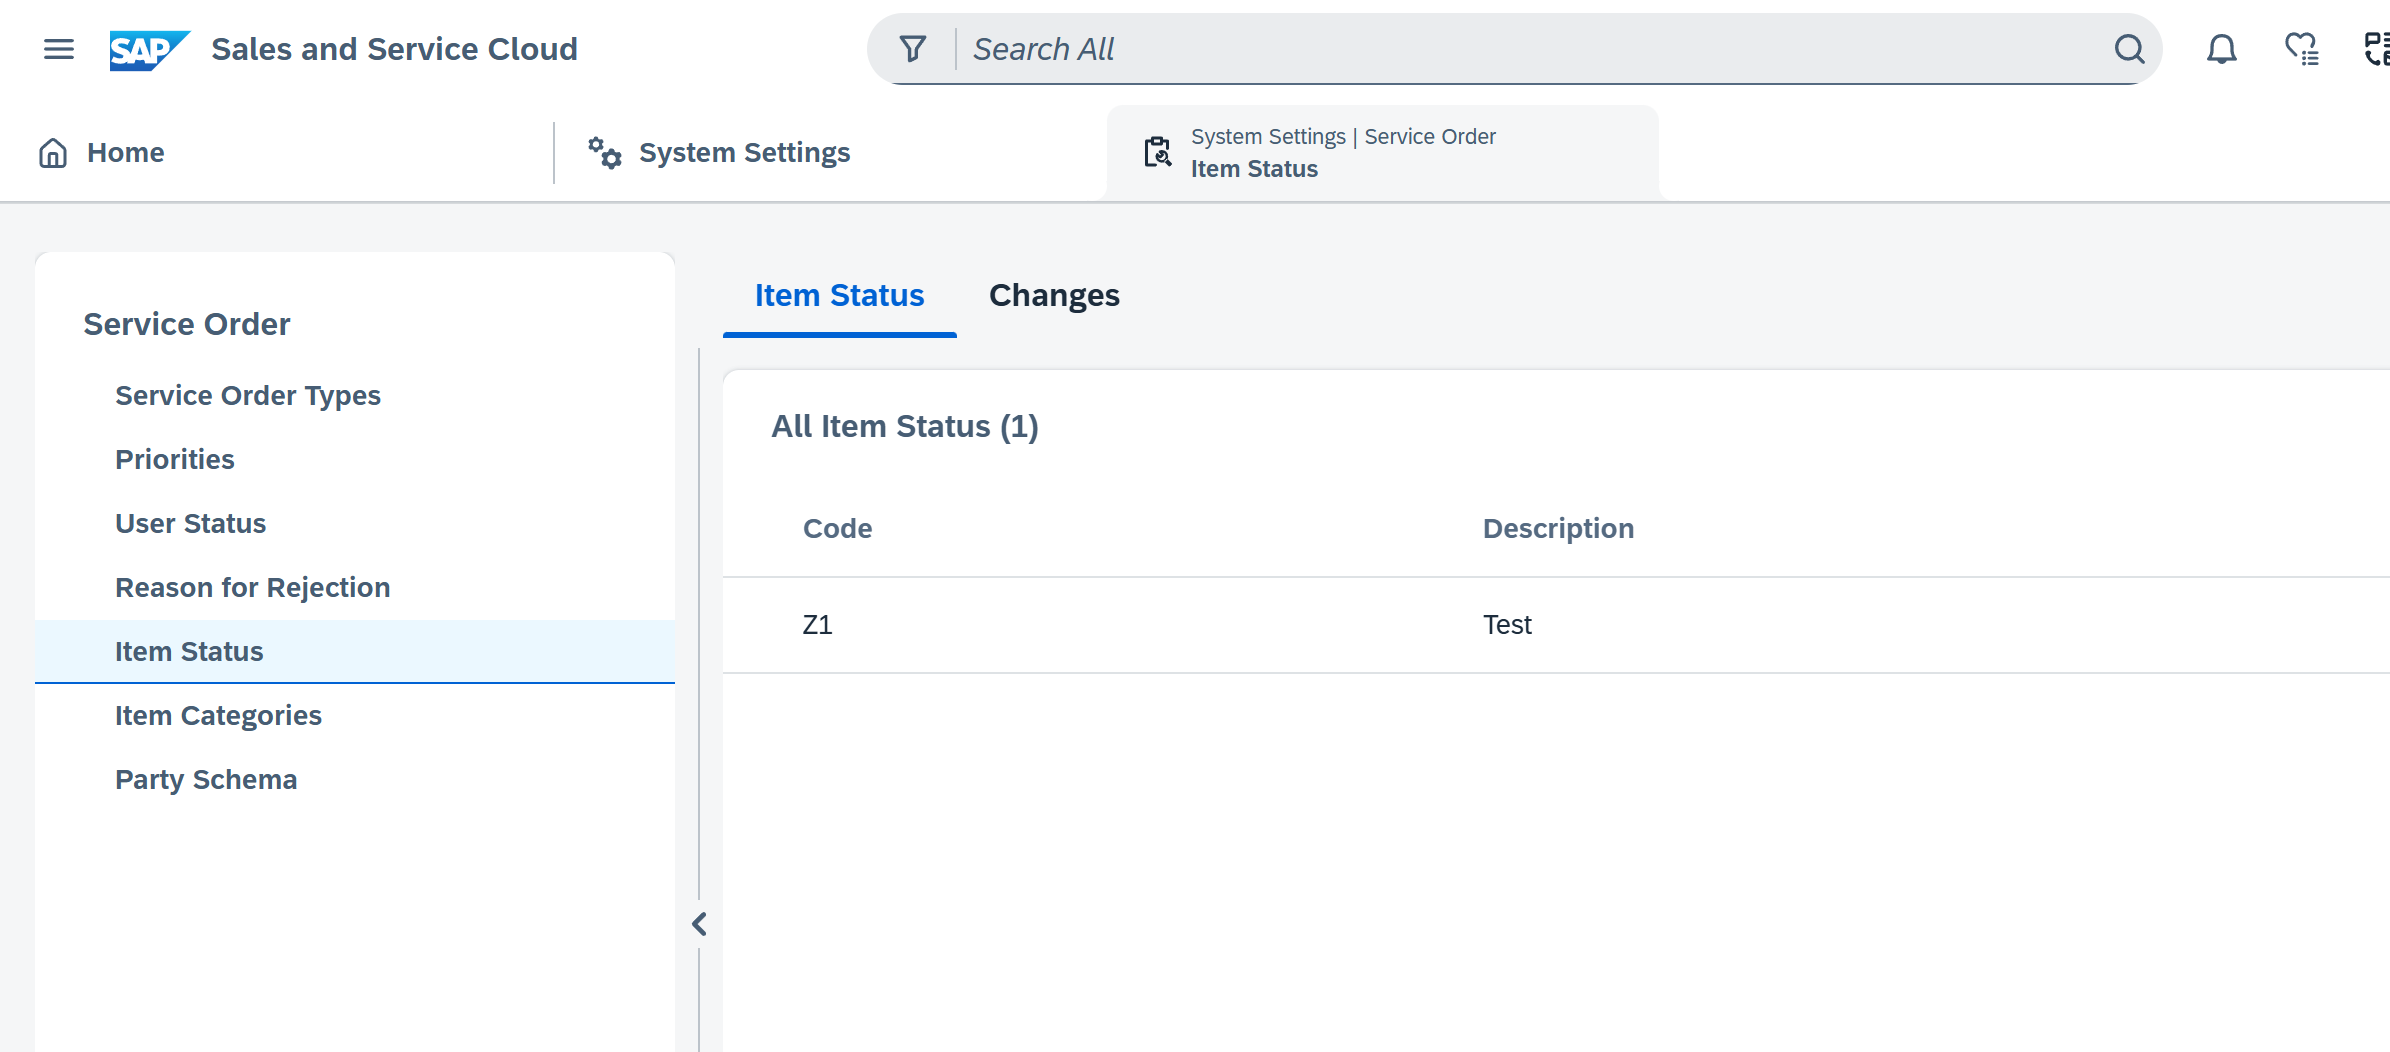 SAP Sales and Service Cloud
Search All
Home
System Settings
System Settings | Service Order
Item Status
Service Order
Service Order Types
Priorities
User Status
Reason for Rejection
Item Status
Item Categories
Party Schema
Item Status Changes
All Item Status (1)
Code Description
Z1 Test